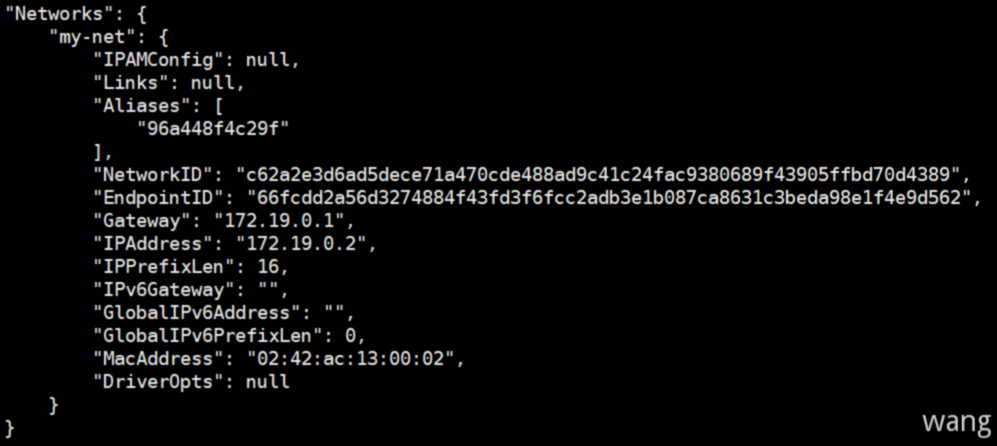 "Networks": {
"my-net": {
"IPAMConfig": null,
"Links": null,
"Aliases": [
"96a448f4c29f"
],
"NetworkID": "c62a2e3d6ad5dece71a470cde488ad9c41c24fac9380689f43905ffbd70d4389",
"EndpointID": "66fcdd2a56d3274884f43fd3f6fcc2adb3e1b087ca8631c3beda98e1f4e9d562",
"Gateway": "172.19.0.1",
"IPAddress": "172.19.0.2",
"IPPrefixLen": 16,
"IPv6Gateway": "",
"GlobalIPv6Address": "",
"GlobalIPv6PrefixLen": 0,
"MacAddress": "02:42:ac:13:00:02",
"DriverOpts": null
}
}
wang